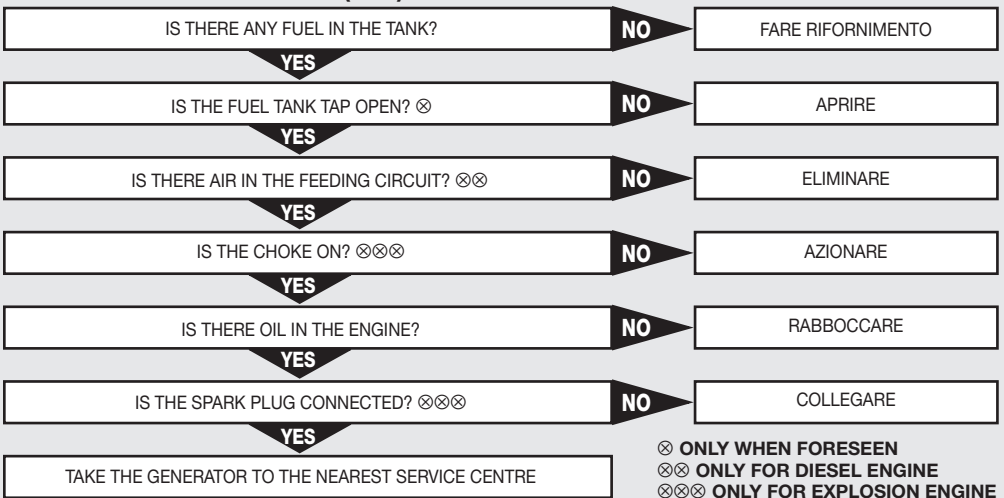 IS THERE ANY FUEL IN THE TANK?
NO
FARE RIFORNIMENTO
YES
IS THE FUEL TANK TAP OPEN? ⊗
NO
APRIRE
YES
IS THERE AIR IN THE FEEDING CIRCUIT? ⊗⊗
NO
ELIMINARE
YES
IS THE CHOKE ON? ⊗⊗⊗
NO
AZIONARE
YES
IS THERE OIL IN THE ENGINE?
NO
RABBOCCARE
YES
IS THE SPARK PLUG CONNECTED? ⊗⊗⊗
NO
COLLEGARE
YES
TAKE THE GENERATOR TO THE NEAREST SERVICE CENTRE
⊗ ONLY WHEN FORESEEN
⊗⊗ ONLY FOR DIESEL ENGINE
⊗⊗⊗ ONLY FOR EXPLOSION ENGINE